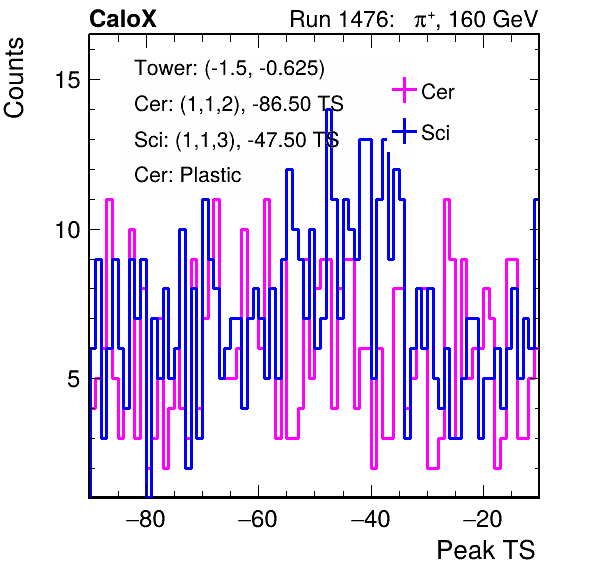 CaloX Run 1476: π⁺, 160 GeV
Counts
Tower: (-1.5, -0.625)
Cer: (1,1,2), -86.50 TS
Sci: (1,1,3), -47.50 TS
Cer: Plastic
Cer
Sci
15
10
5
−80 −60 −40 −20
Peak TS